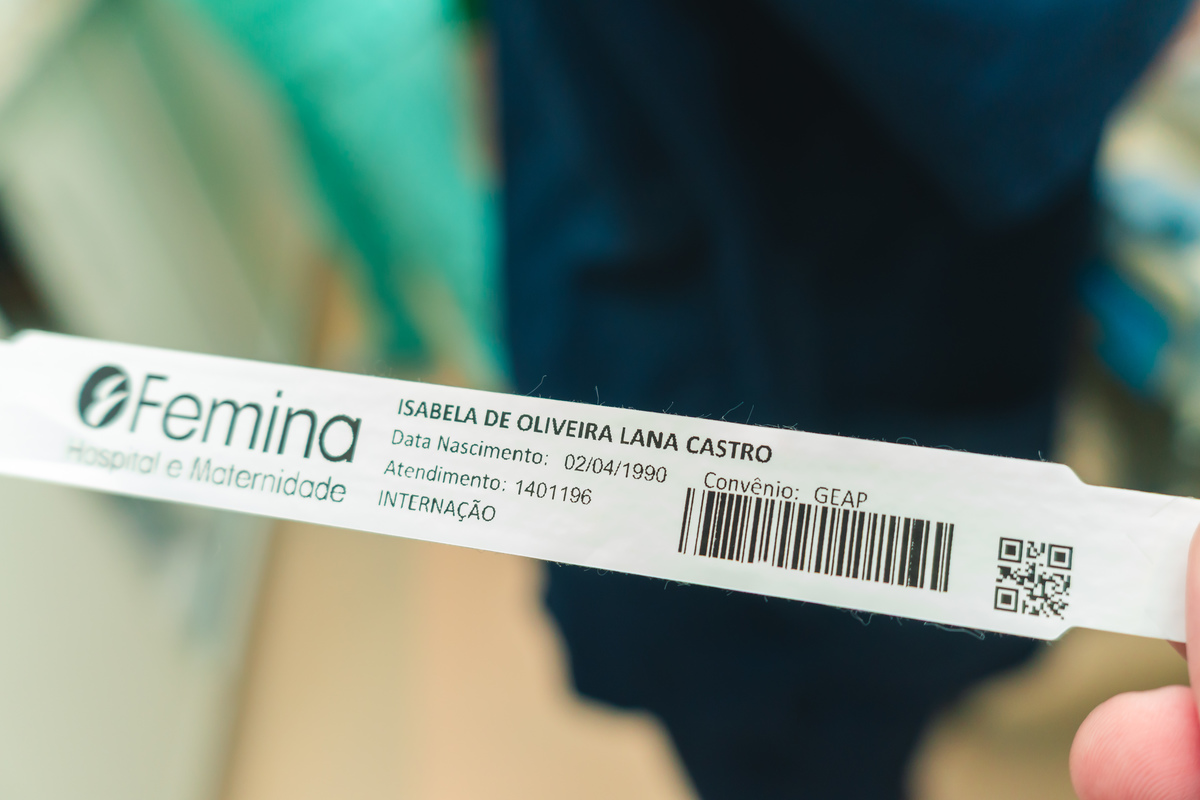 Femina
Hospital e Maternidade
ISABELA DE OLIVEIRA LANA CASTRO
Data Nascimento: 02/04/1990
Atendimento: 1401196
Convênio: GEAP
INTERNAÇÃO